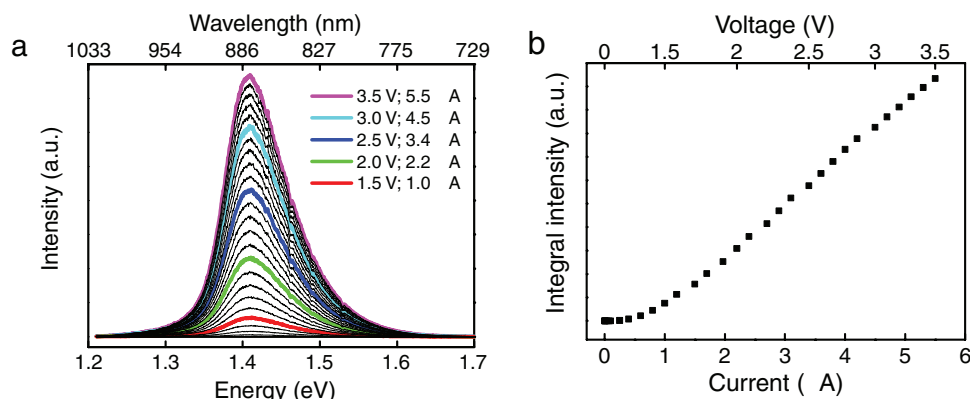 a
Wavelength (nm)
1033 954 886 827 775 729
Intensity (a.u.)
3.5 V; 5.5 A
3.0 V; 4.5 A
2.5 V; 3.4 A
2.0 V; 2.2 A
1.5 V; 1.0 A
1.2 1.3 1.4 1.5 1.6 1.7
Energy (eV)
b
Voltage (V)
0 1.5 2 2.5 3 3.5
Integral intensity (a.u.)
0 1 2 3 4 5 6
Current ( A)